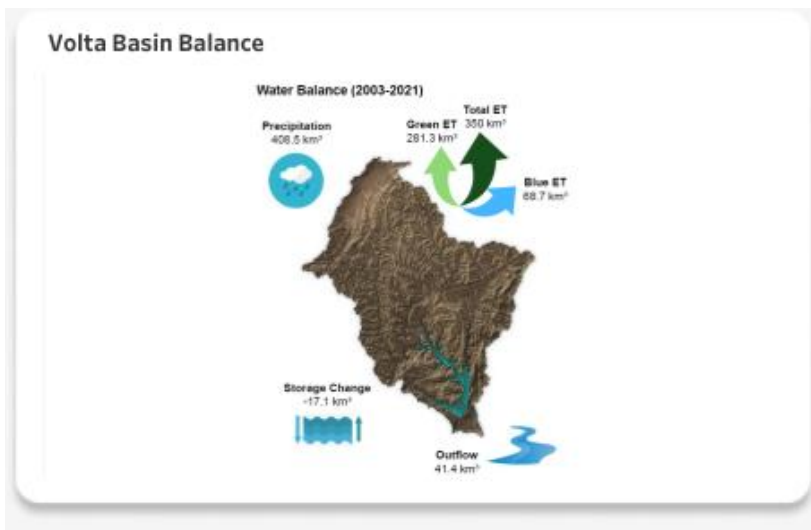 Volta Basin Balance
Water Balance (2003-2021)
Total ET
350 km³
Green ET
281.3 km³
Precipitation
408.5 km³
Blue ET
68.7 km³
Storage Change
-17.1 km³
Outflow
41.4 km³